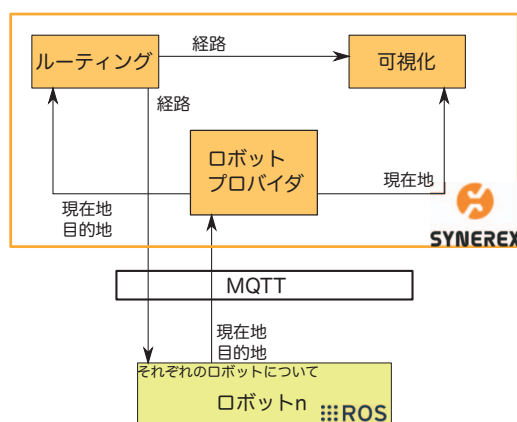 ルーティング
経路
可視化
経路
ロボット
プロバイダ
現在地
現在地
目的地
SYNEREX
MQTT
現在地
目的地
それぞれのロボットについて
ロボットn
ROS